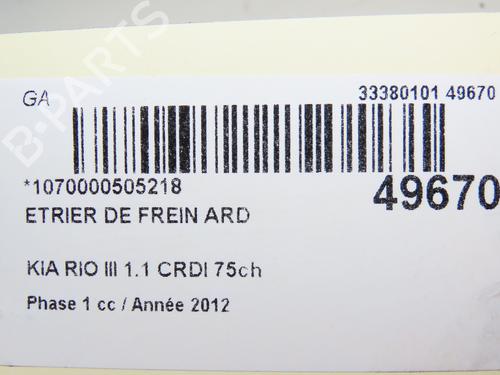 B-PARTS
GA
33380101 49670
*1070000505218
49670
ETRIER DE FREIN ARD
KIA RIO III 1.1 CRDI 75ch
Phase 1 cc / Année 2012